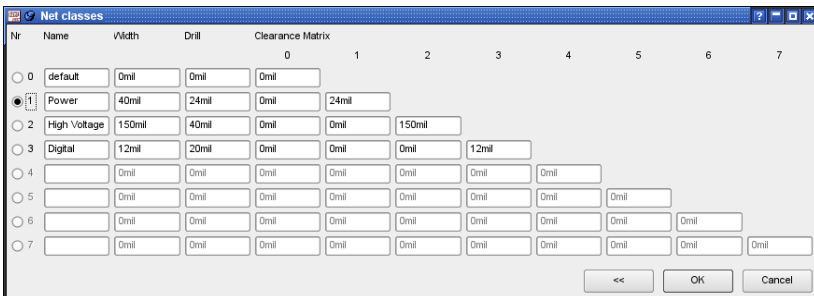 Net classes
Nr Name Width Drill Clearance Matrix
0 1 2 3 4 5 6 7
0 default 0mil 0mil 0mil
1 Power 40mil 24mil 0mil 24mil
2 High Voltage 150mil 40mil 0mil 0mil 150mil
3 Digital 12mil 20mil 0mil 0mil 0mil 12mil
4 0mil 0mil 0mil 0mil 0mil 0mil 0mil
5 0mil 0mil 0mil 0mil 0mil 0mil 0mil 0mil
6 0mil 0mil 0mil 0mil 0mil 0mil 0mil 0mil 0mil
7 0mil 0mil 0mil 0mil 0mil 0mil 0mil 0mil 0mil 0mil
<< OK Cancel